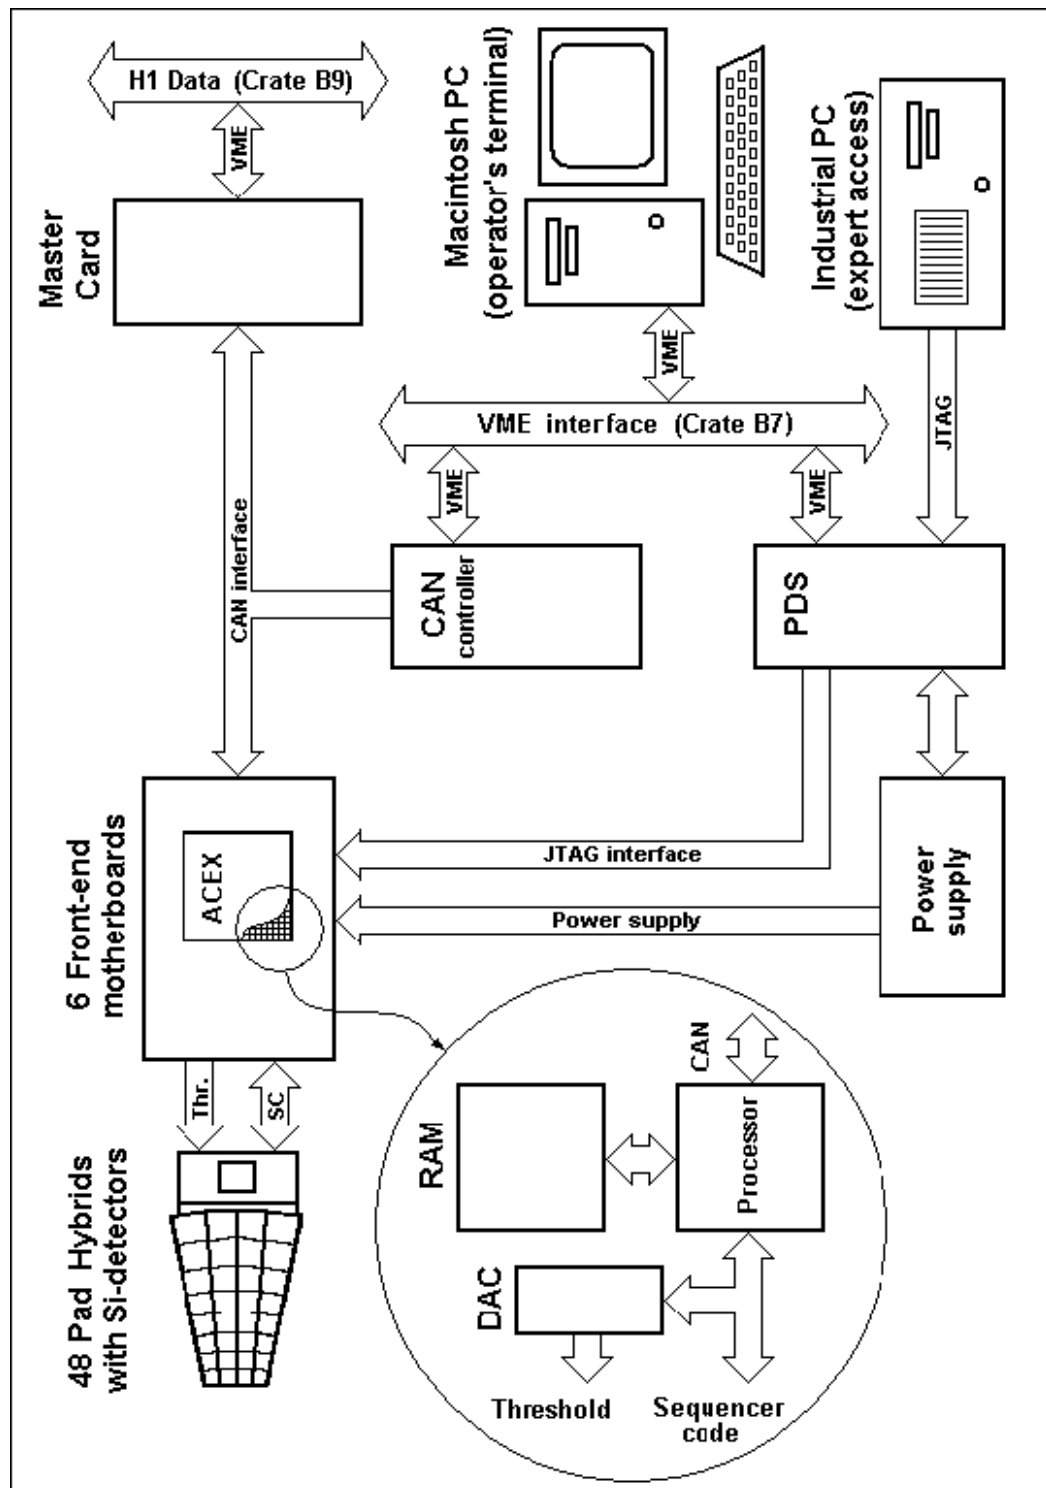 H1 Data (Crate B9)
VME
Master
Card
Macintosh PC
(operator's terminal)
Industrial PC
(expert access)
VME
JTAG
VME interface (Crate B7)
VME
VME
CAN interface
CAN
controller
PDS
6 Front-end
motherboards
ACEX
JTAG interface
Power supply
Power
supply
Thr.
SC
48 Pad Hybrids
with Si-detectors
CAN
RAM
Processor
DAC
Threshold
Sequencer
code